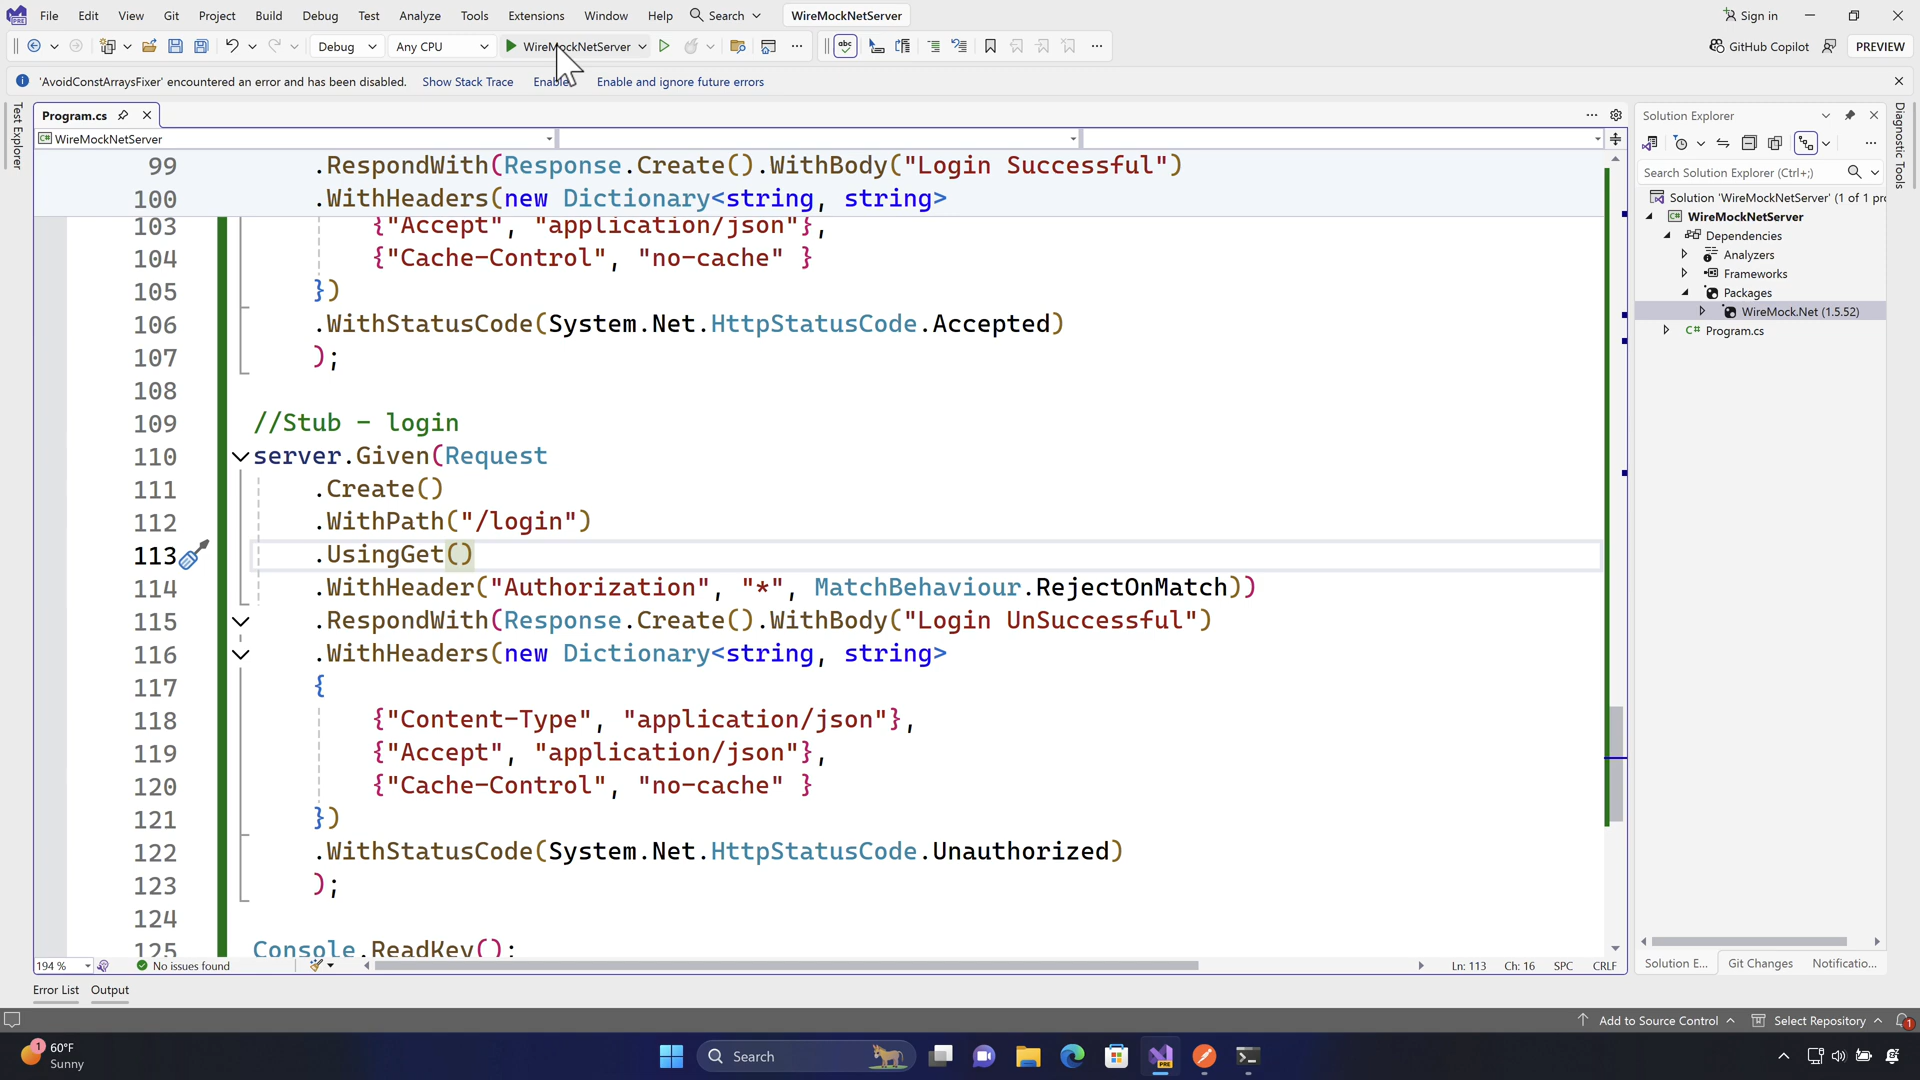 File Edit View Git Project Build Debug Test Analyze Tools Extensions Window Help Search WireMockNetServer Sign in
Debug Any CPU WireMockNetServer abc GitHub Copilot PREVIEW
'AvoidConstArraysFixer' encountered an error and has been disabled. Show Stack Trace Enable Enable and ignore future errors
Test Explorer
Program.cs
C# WireMockNetServer
99 .RespondWith(Response.Create().WithBody("Login Successful")
100 .WithHeaders(new Dictionary<string, string>
103 {"Accept", "application/json"},
104 {"Cache-Control", "no-cache" }
105 })
106 .WithStatusCode(System.Net.HttpStatusCode.Accepted)
107 );
108
109 //Stub - login
110 server.Given(Request
111 .Create()
112 .WithPath("/login")
113 .UsingGet()
114 .WithHeader("Authorization", "*", MatchBehaviour.RejectOnMatch))
115 .RespondWith(Response.Create().WithBody("Login UnSuccessful")
116 .WithHeaders(new Dictionary<string, string>
117 {
118 {"Content-Type", "application/json"},
119 {"Accept", "application/json"},
120 {"Cache-Control", "no-cache" }
121 })
122 .WithStatusCode(System.Net.HttpStatusCode.Unauthorized)
123 );
124
125 Console.ReadKey();
194 % No issues found Ln: 113 Ch: 16 SPC CRLF
Solution Explorer
Search Solution Explorer (Ctrl+;)
Solution 'WireMockNetServer' (1 of 1 pr
C# WireMockNetServer
Dependencies
Analyzers
Frameworks
Packages
WireMock.Net (1.5.52)
C# Program.cs
Solution E... Git Changes Notificatio...
Diagnostic Tools
Error List Output
Add to Source Control Select Repository 1
1 60°F
Sunny
Search
PRE